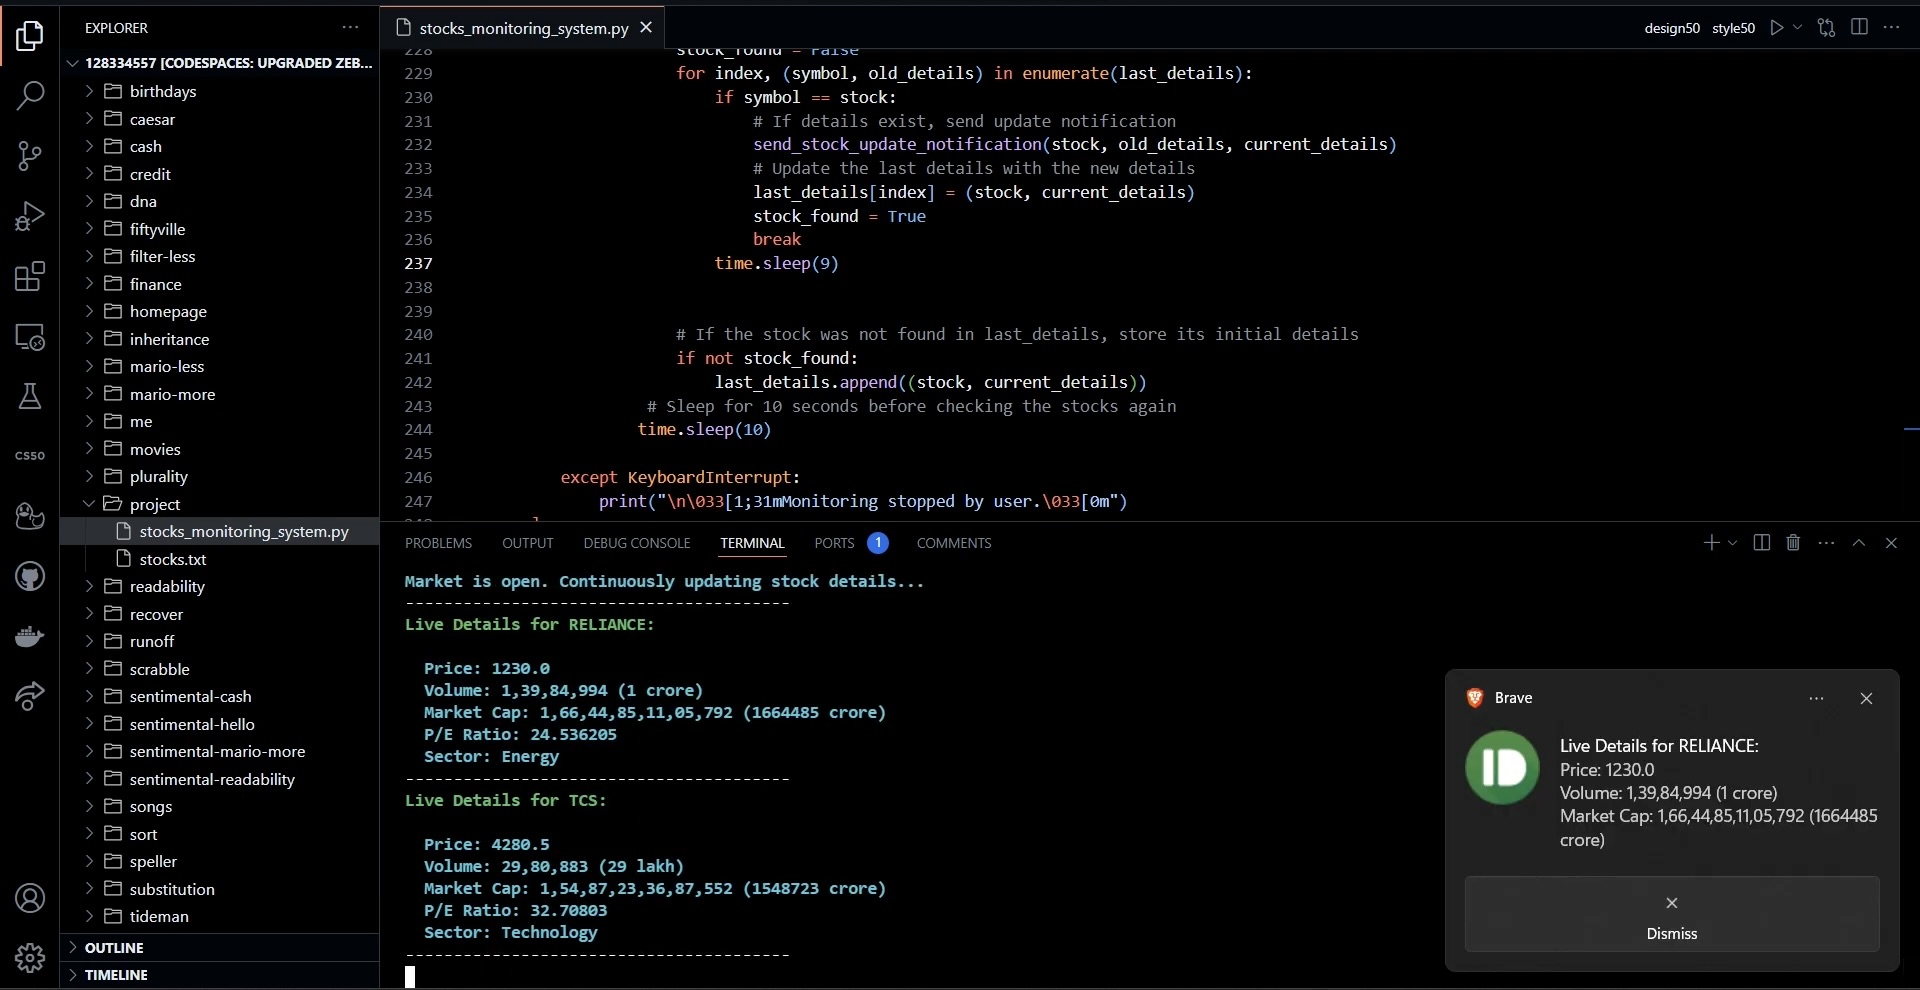 EXPLORER
128334557 [CODESPACES: UPGRADED ZEB...
birthdays
caesar
cash
credit
dna
fiftyville
filter-less
finance
homepage
inheritance
mario-less
mario-more
me
movies
plurality
project
stocks_monitoring_system.py
stocks.txt
readability
recover
runoff
scrabble
sentimental-cash
sentimental-hello
sentimental-mario-more
sentimental-readability
songs
sort
speller
substitution
tideman
OUTLINE
TIMELINE
CS50
stocks_monitoring_system.py
design50 style50
228 stock_found = False
229 for index, (symbol, old_details) in enumerate(last_details):
230 if symbol == stock:
231 # If details exist, send update notification
232 send_stock_update_notification(stock, old_details, current_details)
233 # Update the last details with the new details
234 last_details[index] = (stock, current_details)
235 stock_found = True
236 break
237 time.sleep(9)
238
239
240 # If the stock was not found in last_details, store its initial details
241 if not stock_found:
242 last_details.append((stock, current_details))
243 # Sleep for 10 seconds before checking the stocks again
244 time.sleep(10)
245
246 except KeyboardInterrupt:
247 print("\n\033[1;31mMonitoring stopped by user.\033[0m")
PROBLEMS OUTPUT DEBUG CONSOLE TERMINAL PORTS 1 COMMENTS
Market is open. Continuously updating stock details...
----------------------------------------
Live Details for RELIANCE:
Price: 1230.0
Volume: 1,39,84,994 (1 crore)
Market Cap: 1,66,44,85,11,05,792 (1664485 crore)
P/E Ratio: 24.536205
Sector: Energy
----------------------------------------
Live Details for TCS:
Price: 4280.5
Volume: 29,80,883 (29 lakh)
Market Cap: 1,54,87,23,36,87,552 (1548723 crore)
P/E Ratio: 32.70803
Sector: Technology
----------------------------------------
Brave
Live Details for RELIANCE:
Price: 1230.0
Volume: 1,39,84,994 (1 crore)
Market Cap: 1,66,44,85,11,05,792 (1664485
crore)
Dismiss